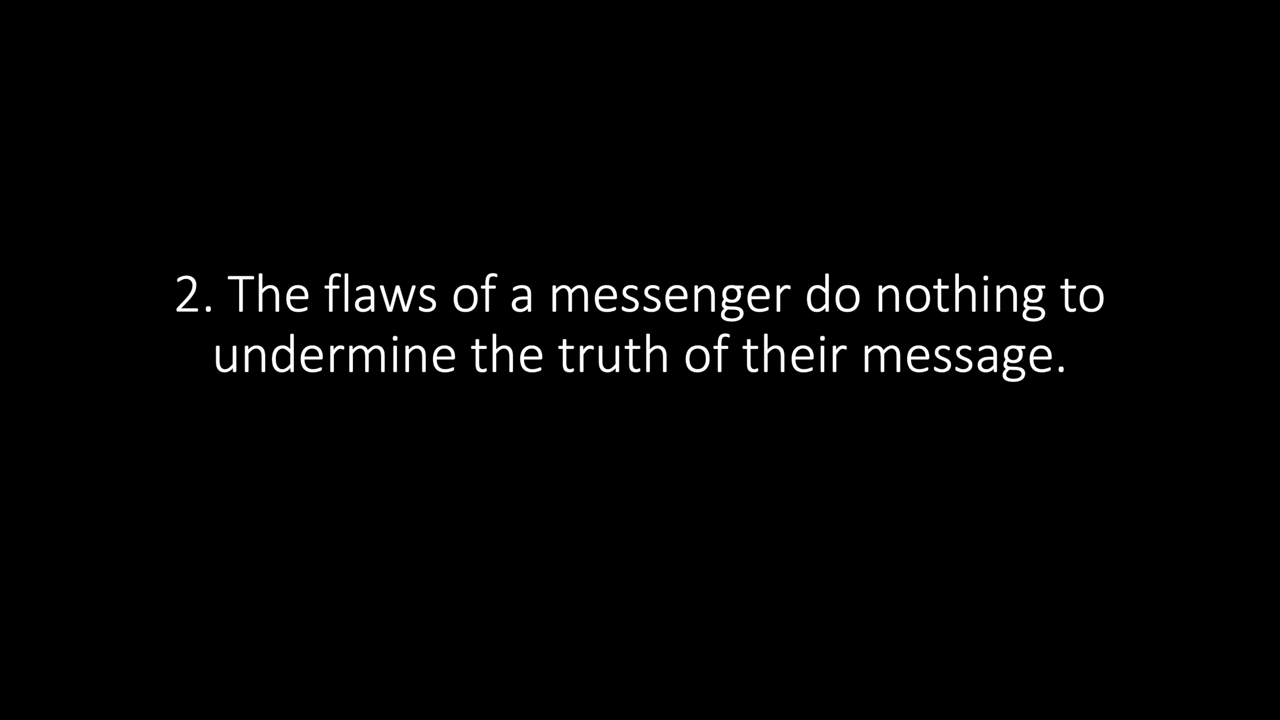 2. The flaws of a messenger do nothing to
undermine the truth of their message.